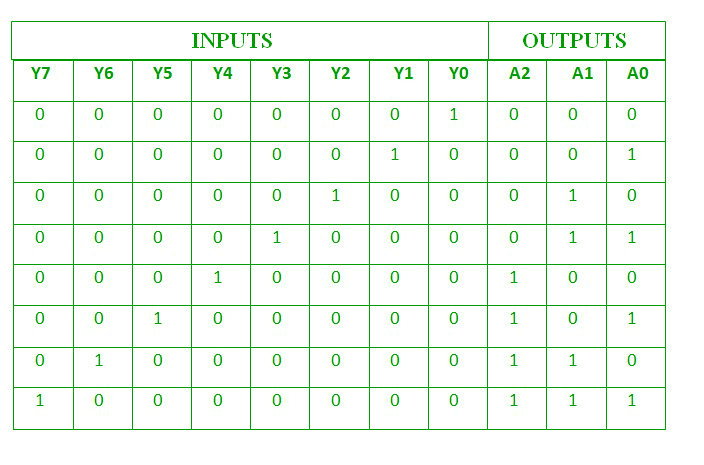 INPUTS OUTPUTS
Y7 Y6 Y5 Y4 Y3 Y2 Y1 Y0 A2 A1 A0
0 0 0 0 0 0 0 1 0 0 0
0 0 0 0 0 0 1 0 0 0 1
0 0 0 0 0 1 0 0 0 1 0
0 0 0 0 1 0 0 0 0 1 1
0 0 0 1 0 0 0 0 1 0 0
0 0 1 0 0 0 0 0 1 0 1
0 1 0 0 0 0 0 0 1 1 0
1 0 0 0 0 0 0 0 1 1 1